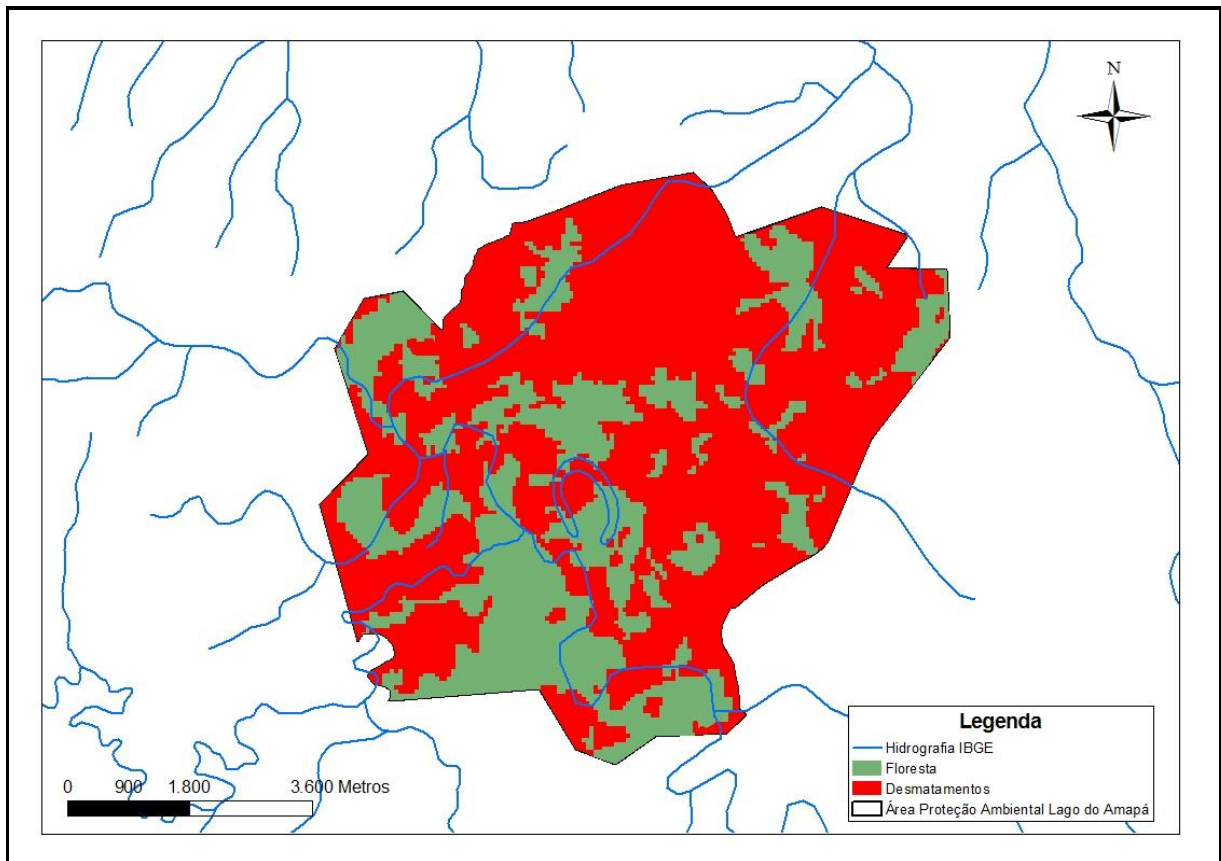 N
Legenda
Hidrografia IBGE
Floresta
Desmatamentos
Área Proteção Ambiental Lago do Amapá
0 900 1.800 3.600 Metros